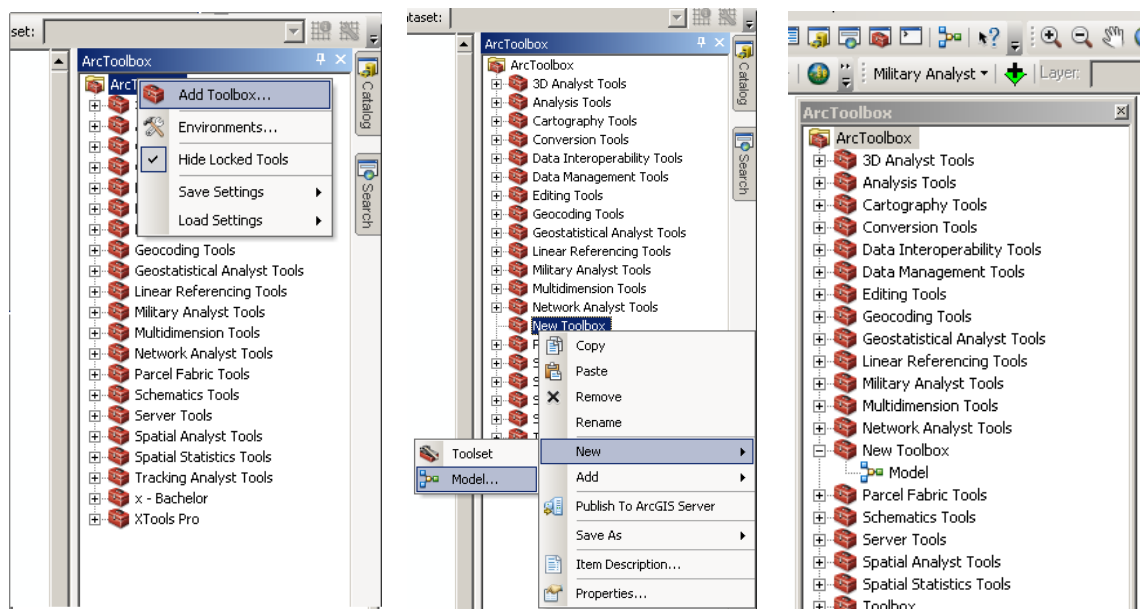 set:
ArcToolbox
ArcT
Add Toolbox...
Environments...
Hide Locked Tools
Save Settings
Load Settings
Geocoding Tools
Geostatistical Analyst Tools
Linear Referencing Tools
Military Analyst Tools
Multidimension Tools
Network Analyst Tools
Parcel Fabric Tools
Schematics Tools
Server Tools
Spatial Analyst Tools
Spatial Statistics Tools
Tracking Analyst Tools
x - Bachelor
XTools Pro
Catalog
Search
ataset:
ArcToolbox
ArcToolbox
3D Analyst Tools
Analysis Tools
Cartography Tools
Conversion Tools
Data Interoperability Tools
Data Management Tools
Editing Tools
Geocoding Tools
Geostatistical Analyst Tools
Linear Referencing Tools
Military Analyst Tools
Multidimension Tools
Network Analyst Tools
New Toolbox
Copy
Paste
Remove
Rename
New
Toolset
Model...
Add
Publish To ArcGIS Server
Save As
Item Description...
Properties...
Catalog
Search
Military Analyst
Layer:
ArcToolbox
ArcToolbox
3D Analyst Tools
Analysis Tools
Cartography Tools
Conversion Tools
Data Interoperability Tools
Data Management Tools
Editing Tools
Geocoding Tools
Geostatistical Analyst Tools
Linear Referencing Tools
Military Analyst Tools
Multidimension Tools
Network Analyst Tools
New Toolbox
Model
Parcel Fabric Tools
Schematics Tools
Server Tools
Spatial Analyst Tools
Spatial Statistics Tools
Toolbox